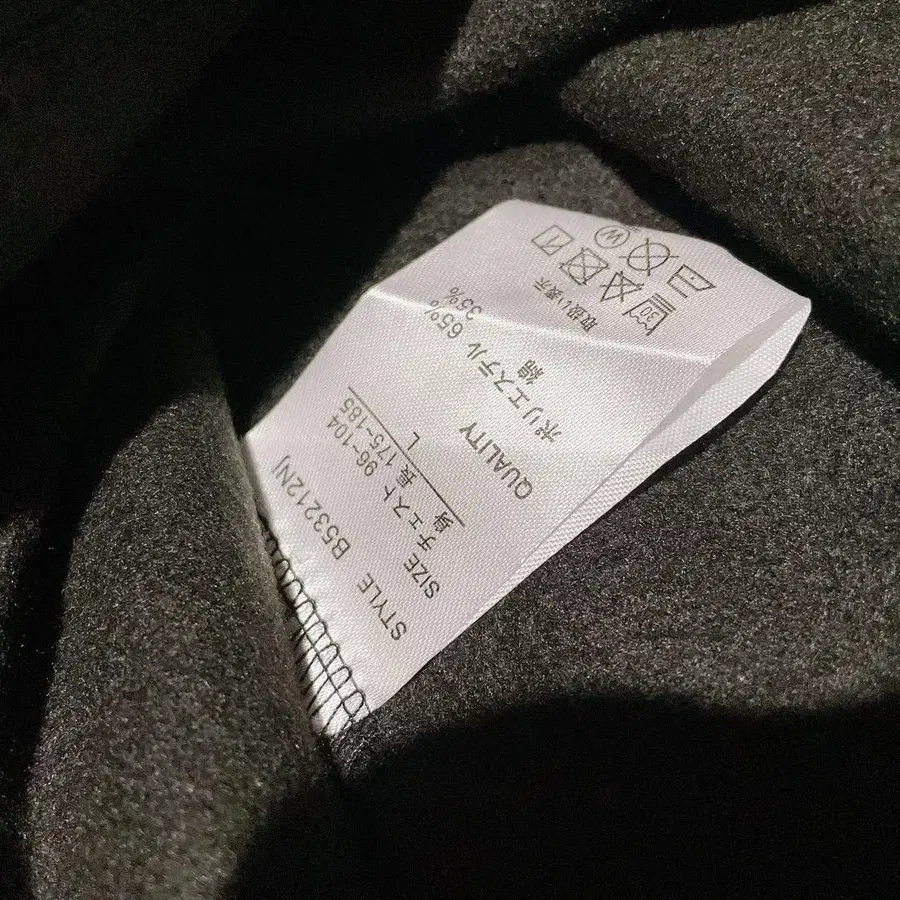 STYLE B53212NJ
SIZE チェスト 96~104
身 長 175~185
L
QUALITY
ポリエステル 65%
綿 35%
取扱い表示
30
W